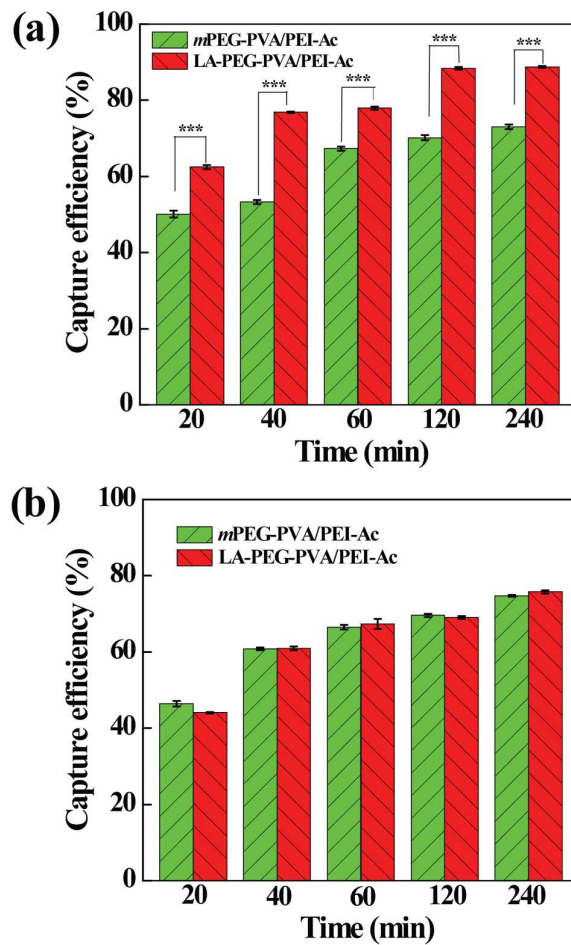 (a)
mPEG-PVA/PEI-Ac
LA-PEG-PVA/PEI-Ac
*** *** *** *** ***
Capture efficiency (%)
100
80
60
40
20
0
20 40 60 120 240
Time (min)
(b)
mPEG-PVA/PEI-Ac
LA-PEG-PVA/PEI-Ac
Capture efficiency (%)
100
80
60
40
20
0
20 40 60 120 240
Time (min)